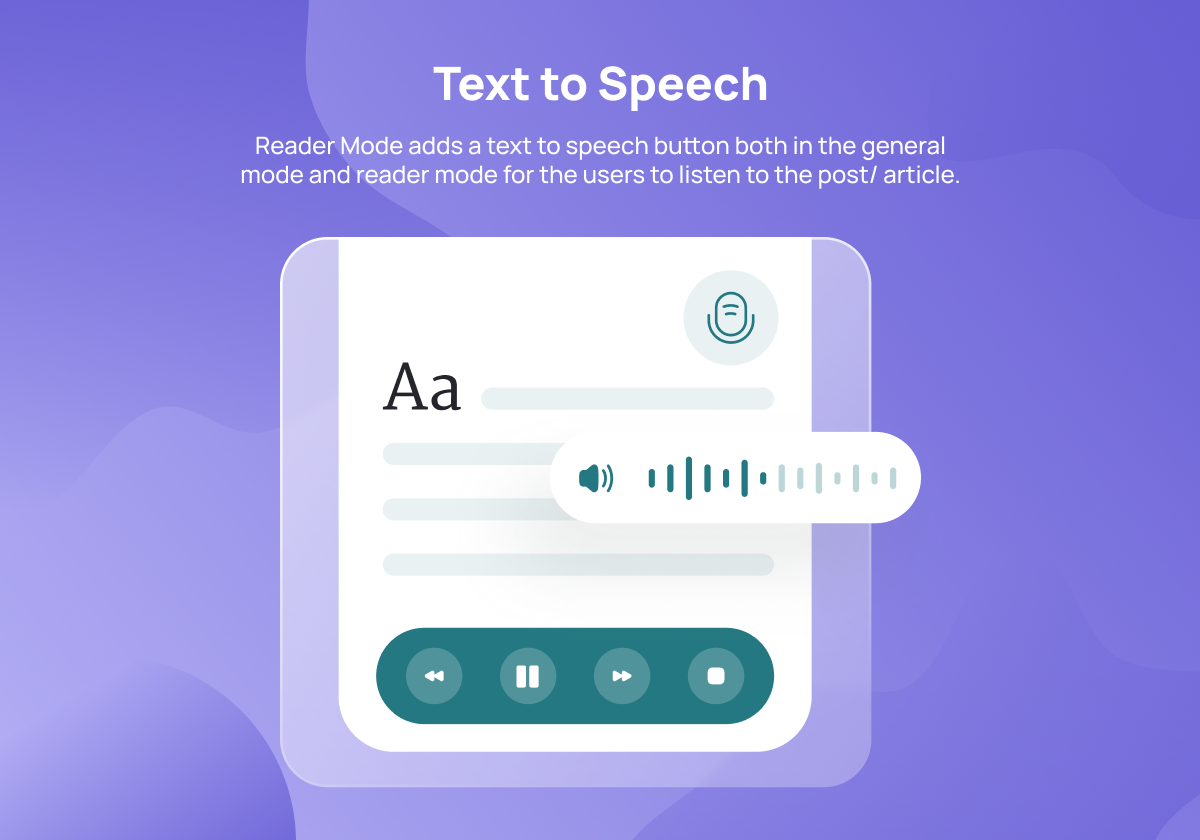 Text to Speech
Reader Mode adds a text to speech button both in the general
mode and reader mode for the users to listen to the post/ article.
Aa